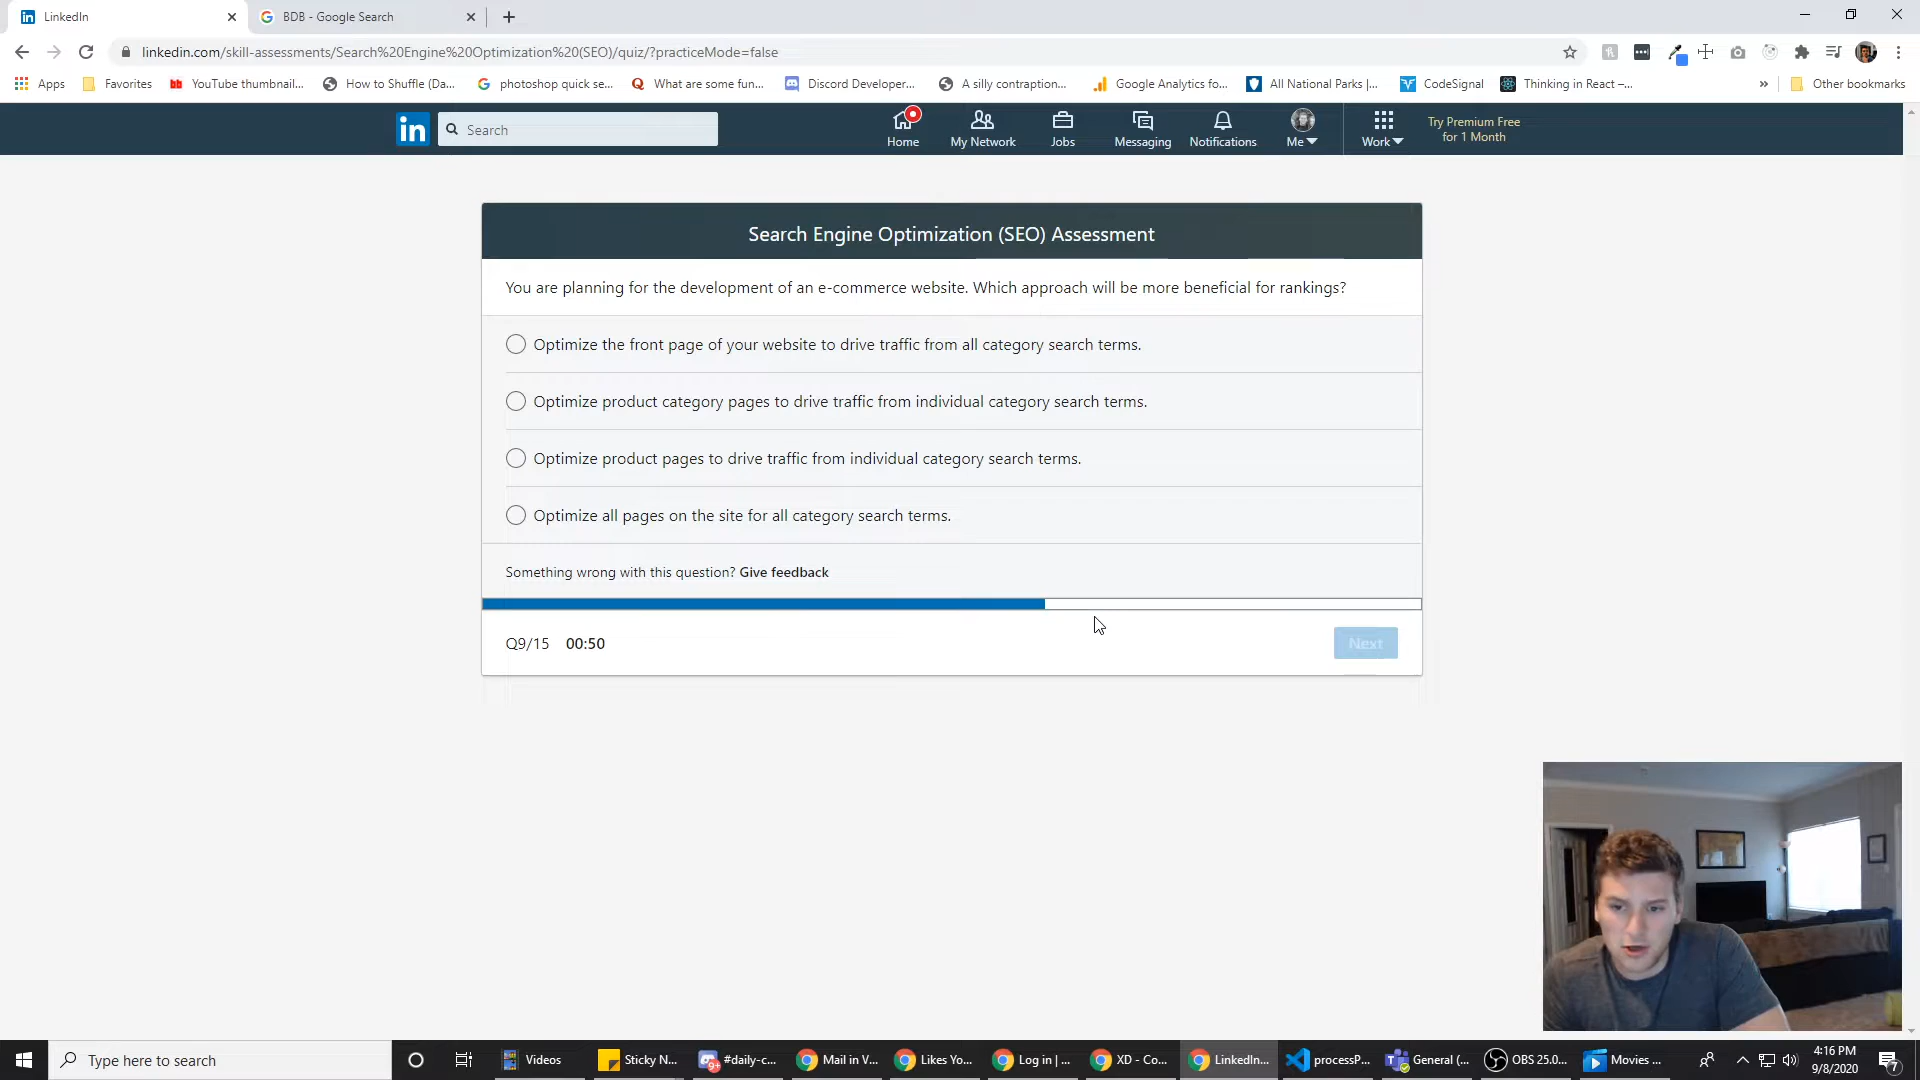 LinkedIn
BDB - Google Search
linkedin.com/skill-assessments/Search%20Engine%20Optimization%20(SEO)/quiz/?practiceMode=false
Apps
Favorites
YouTube thumbnail...
How to Shuffle (Da...
photoshop quick se...
What are some fun...
Discord Developer...
A silly contraption...
Google Analytics fo...
All National Parks |...
CodeSignal
Thinking in React –...
»
Other bookmarks
in
Search
Home
My Network
Jobs
Messaging
Notifications
Me
Work
Try Premium Free
for 1 Month
Search Engine Optimization (SEO) Assessment
You are planning for the development of an e-commerce website. Which approach will be more beneficial for rankings?
Optimize the front page of your website to drive traffic from all category search terms.
Optimize product category pages to drive traffic from individual category search terms.
Optimize product pages to drive traffic from individual category search terms.
Optimize all pages on the site for all category search terms.
Something wrong with this question? Give feedback
Q9/15 00:50
Next
Type here to search
Videos
Sticky N...
#daily-c...
Mail in V...
Likes Yo...
Log in | ...
XD - Co...
LinkedIn...
processP...
General (...
OBS 25.0...
Movies ...
4:16 PM
9/8/2020
7